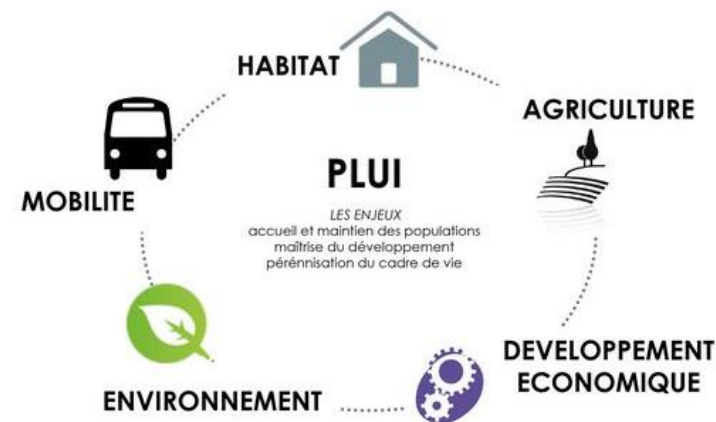 HABITAT
AGRICULTURE
MOBILITE
PLUI
LES ENJEUX
accueil et maintien des populations
maîtrise du développement
pérénnisation du cadre de vie
DEVELOPPEMENT
ECONOMIQUE
ENVIRONNEMENT